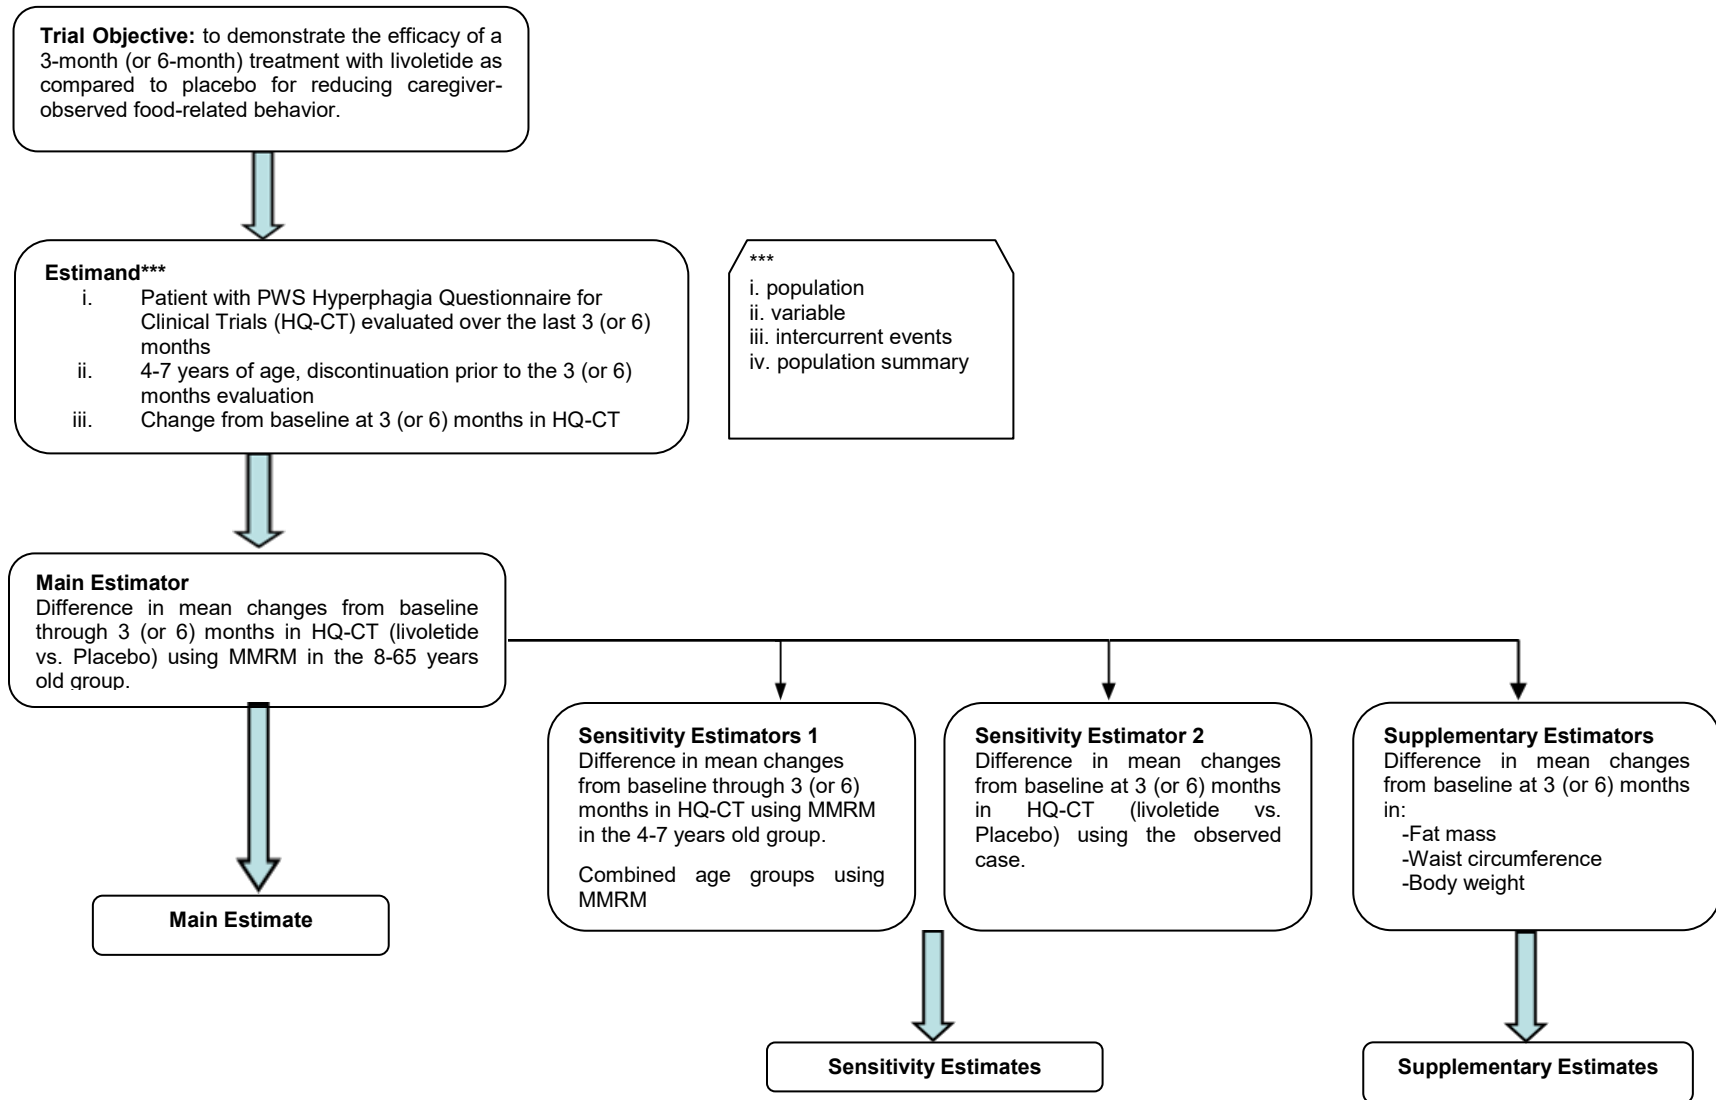 Trial Objective: to demonstrate the efficacy of a
3-month (or 6-month) treatment with livoletide as
compared to placebo for reducing caregiver-
observed food-related behavior.
Estimand***
i. Patient with PWS Hyperphagia Questionnaire for
Clinical Trials (HQ-CT) evaluated over the last 3 (or 6)
months
ii. 4-7 years of age, discontinuation prior to the 3 (or 6)
months evaluation
iii. Change from baseline at 3 (or 6) months in HQ-CT
***
i. population
ii. variable
iii. intercurrent events
iv. population summary
Main Estimator
Difference in mean changes from baseline
through 3 (or 6) months in HQ-CT (livoletide
vs. Placebo) using MMRM in the 8-65 years
old group.
Sensitivity Estimators 1
Difference in mean changes
from baseline through 3 (or 6)
months in HQ-CT using MMRM
in the 4-7 years old group.
Combined age groups using
MMRM
Sensitivity Estimator 2
Difference in mean changes
from baseline at 3 (or 6) months
in HQ-CT (livoletide vs.
Placebo) using the observed
case.
Supplementary Estimators
Difference in mean changes
from baseline at 3 (or 6) months
in:
-Fat mass
-Waist circumference
-Body weight
Main Estimate
Sensitivity Estimates
Supplementary Estimates